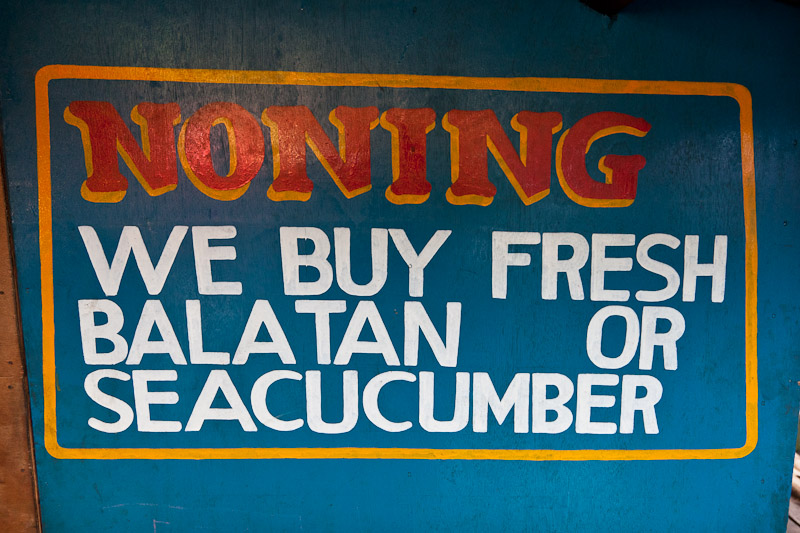 NONING
WE BUY FRESH
BALATAN OR
SEACUCUMBER